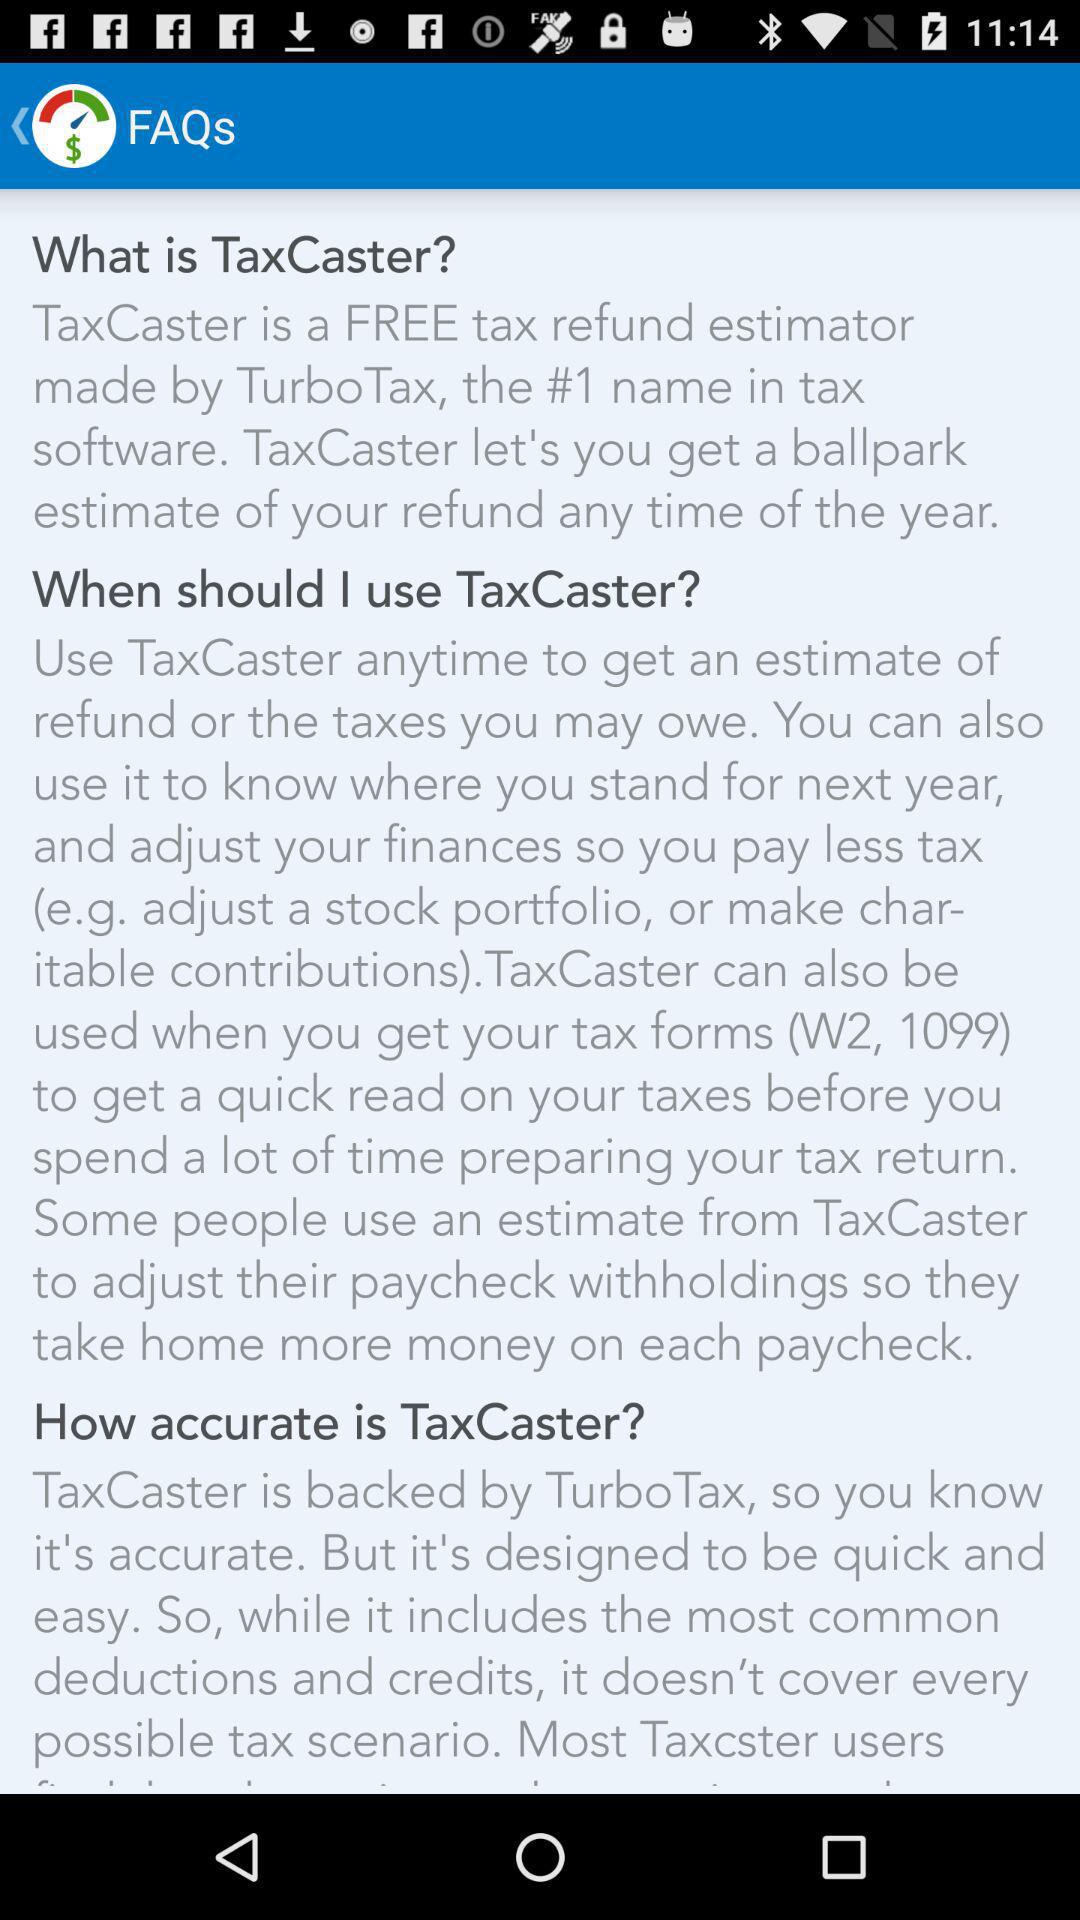 FAKE
11:14
$
FAQs
What is TaxCaster?
TaxCaster is a FREE tax refund estimator
made by TurboTax, the #1 name in tax
software. TaxCaster let's you get a ballpark
estimate of your refund any time of the year.
When should I use TaxCaster?
Use TaxCaster anytime to get an estimate of
refund or the taxes you may owe. You can also
use it to know where you stand for next year,
and adjust your finances so you pay less tax
(e.g. adjust a stock portfolio, or make char-
itable contributions).TaxCaster can also be
used when you get your tax forms (W2, 1099)
to get a quick read on your taxes before you
spend a lot of time preparing your tax return.
Some people use an estimate from TaxCaster
to adjust their paycheck withholdings so they
take home more money on each paycheck.
How accurate is TaxCaster?
TaxCaster is backed by TurboTax, so you know
it's accurate. But it's designed to be quick and
easy. So, while it includes the most common
deductions and credits, it doesn’t cover every
possible tax scenario. Most Taxcster users